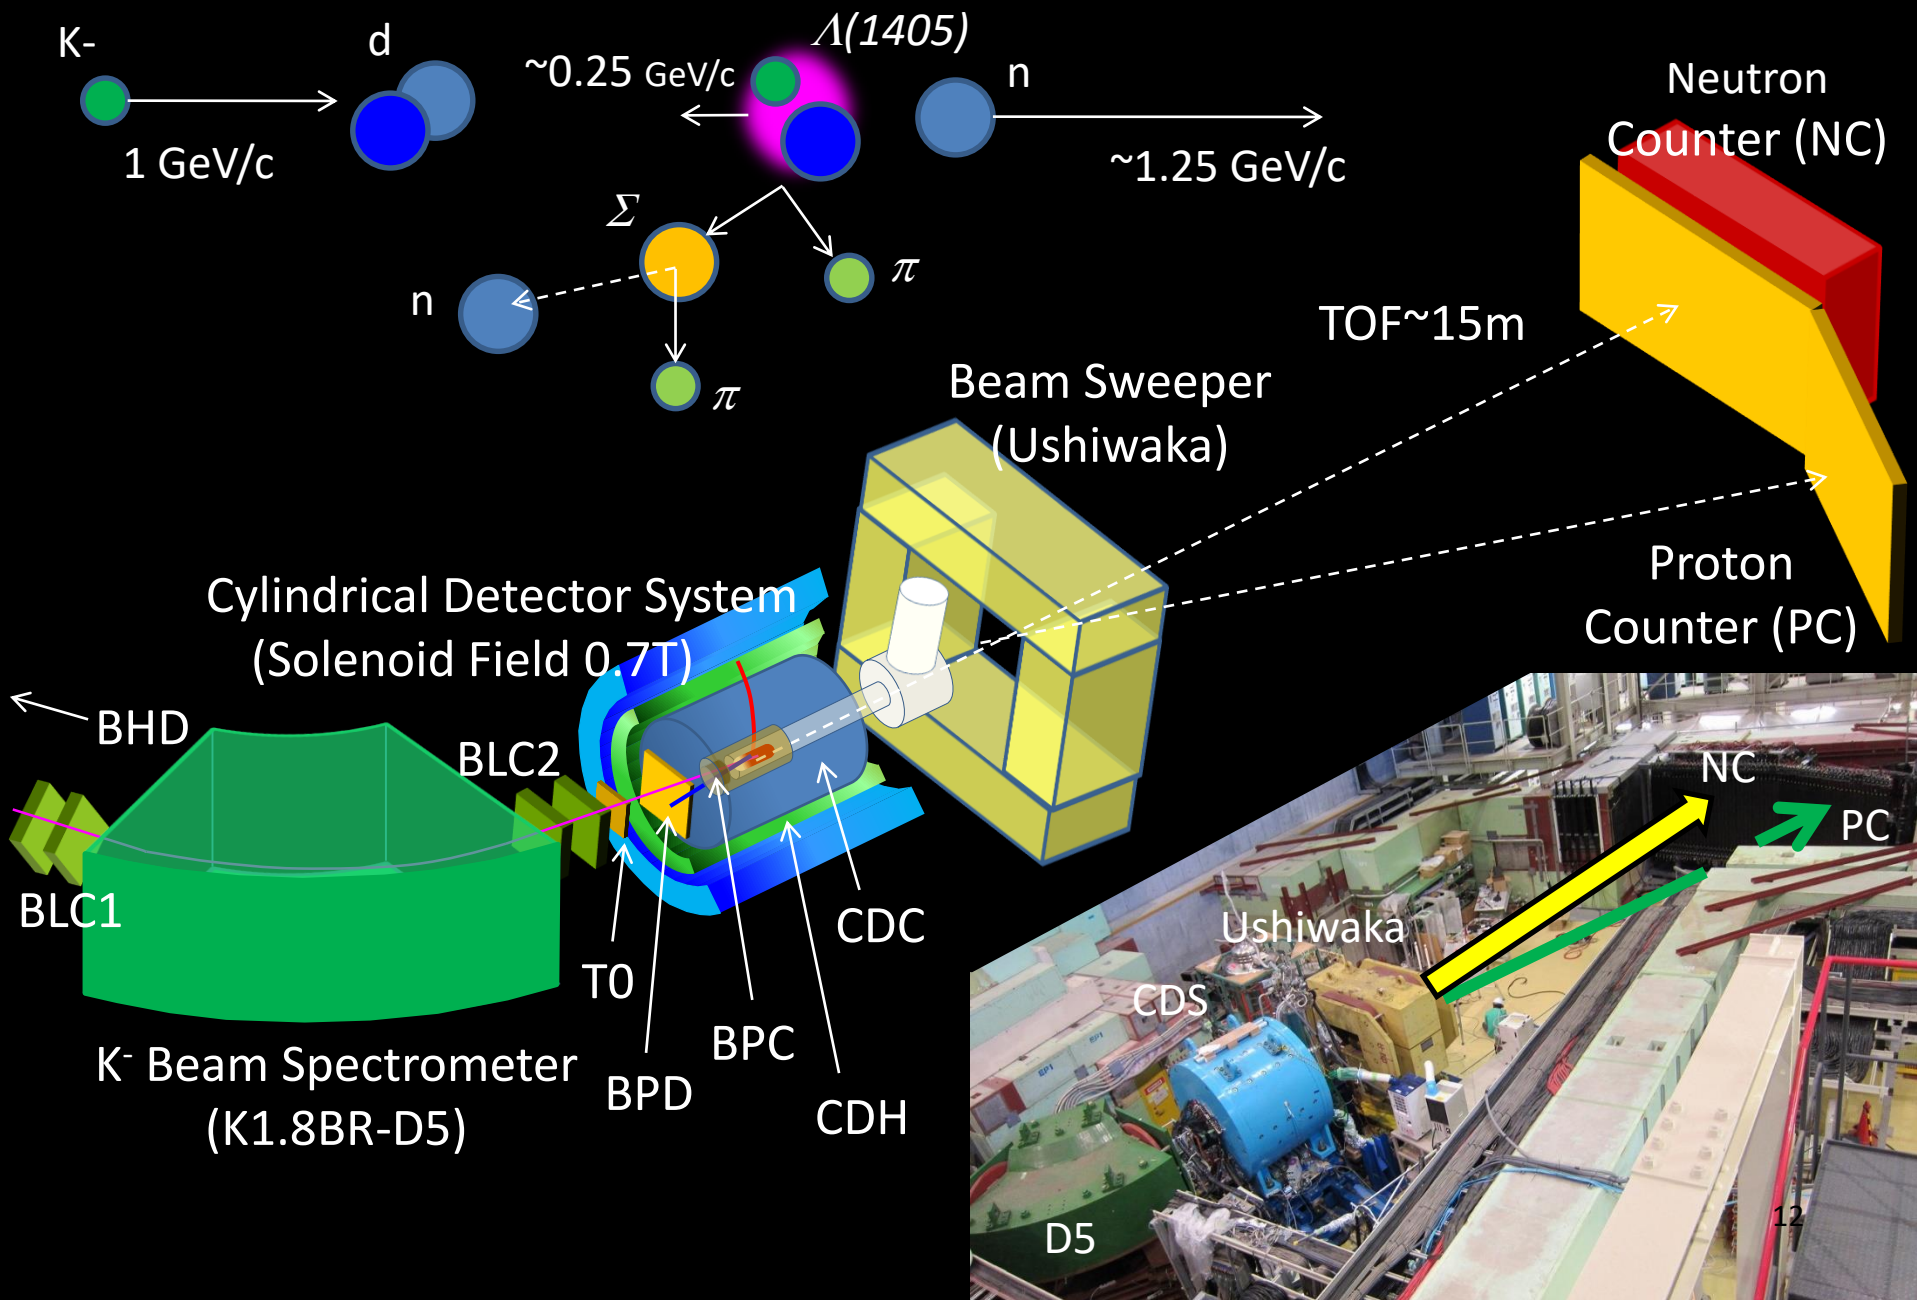 K-
d
Λ(1405)
~0.25 GeV/c
n
1 GeV/c
~1.25 GeV/c
Neutron
Counter (NC)
Σ
π
n
π
TOF~15m
Beam Sweeper
(Ushiwaka)
Proton
Counter (PC)
Cylindrical Detector System
(Solenoid Field 0.7T)
BHD
BLC2
BLC1
T0
CDC
BPC
BPD
CDH
K- Beam Spectrometer
(K1.8BR-D5)
NC
PC
Ushiwaka
CDS
D5
12